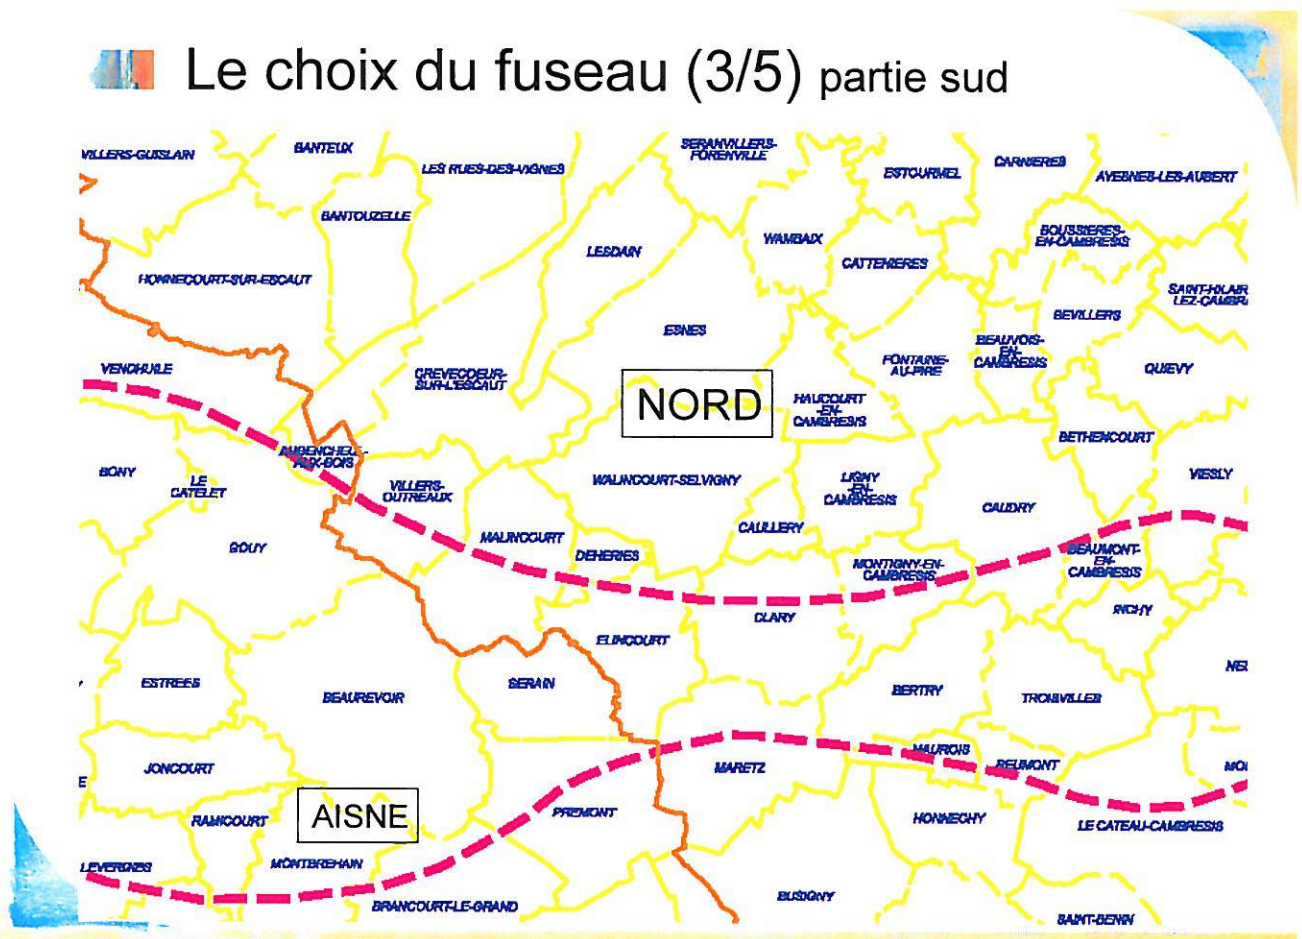 Le choix du fuseau (3/5) partie sud
VILLERS-GUISLAIN
BANTEUX
LES RUES-DES-VIGNES
SERANVILLERS-
FORENVILLE
ESTOURMEL
CARNIERES
AVESNES-LES-AUBERT
BANTOUZELLE
LESDAIN
WAMBAIX
CATTENIERES
BOUSSIERES-
EN-CAMBRESIS
HONNECOURT-SUR-ESCAUT
SAINT-HILAIR
LEZ-CAMBR
ESNES
BEVILLERS
VENDHUILE
CREVECOEUR-
SUR-L'ESCAUT
FONTAINE-
AU-PIRE
BEAUVOIS-
EN-
CAMBRESIS
QUIEVY
NORD
HAUCOURT
-EN-
CAMBRESIS
BETHENCOURT
AUBENCHEUL-
AUX-BOIS
BONY
LE
CATELET
VILLERS-
OUTREAUX
WALINCOURT-SELVIGNY
LIGNY
-EN-
CAMBRESIS
CAUDRY
VIESLY
GOUY
MALINCOURT
DEHERIES
CAULLERY
MONTIGNY-EN-
CAMBRESIS
BEAUMONT-
EN-
CAMBRESIS
INCHY
CLARY
ELINCOURT
ESTREES
BEAUREVOIR
SERAIN
BERTRY
TROISVILLES
JONCOURT
MARETZ
MAUROIS
REUMONT
RAMICOURT
AISNE
PREMONT
HONNECHY
LE CATEAU-CAMBRESIS
LEVERGIES
MONTBREHAIN
BRANCOURT-LE-GRAND
BUSIGNY
SAINT-BENIN